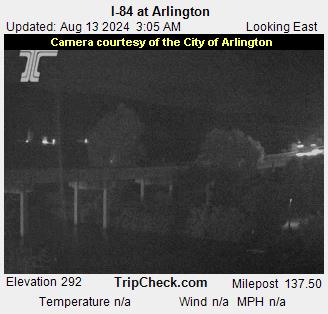 I-84 at Arlington
Updated: Aug 13 2024 3:05 AM Looking East
Camera courtesy of the City of Arlington
Elevation 292 TripCheck.com Milepost 137.50
Temperature n/a Wind n/a MPH n/a